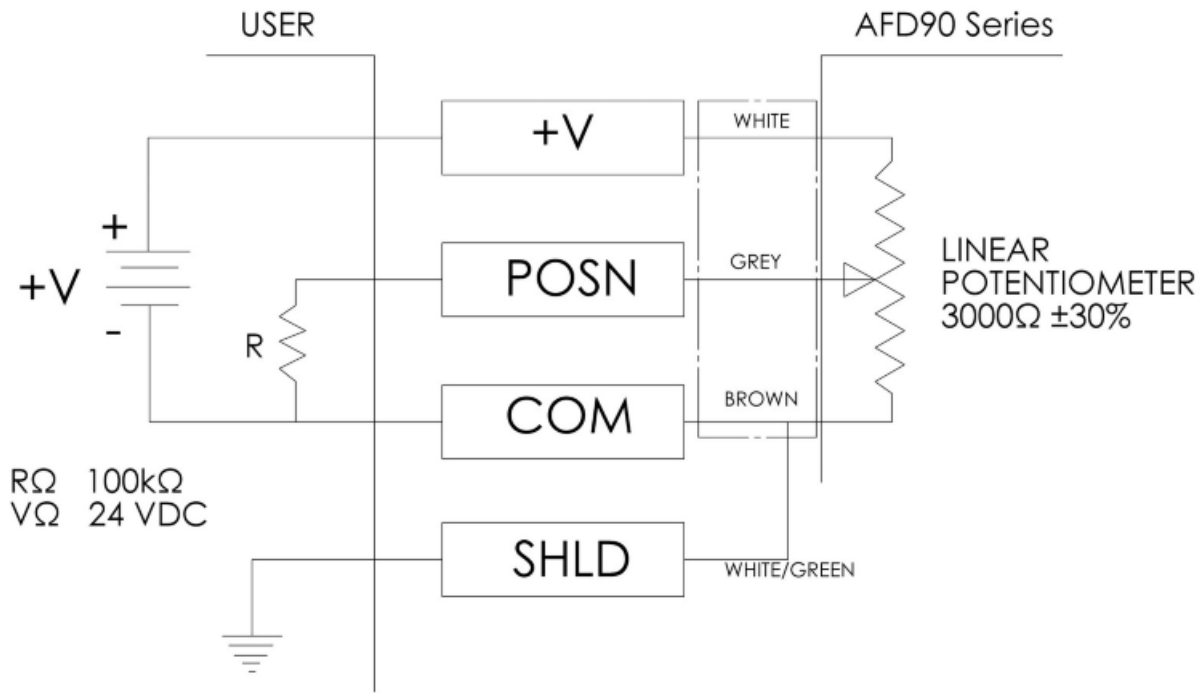 USER
AFD90 Series
+V
WHITE
+
+V
-
POSN
GREY
LINEAR
POTENTIOMETER
3000Ω ±30%
R
COM
BROWN
RΩ 100kΩ
VΩ 24 VDC
SHLD
WHITE/GREEN